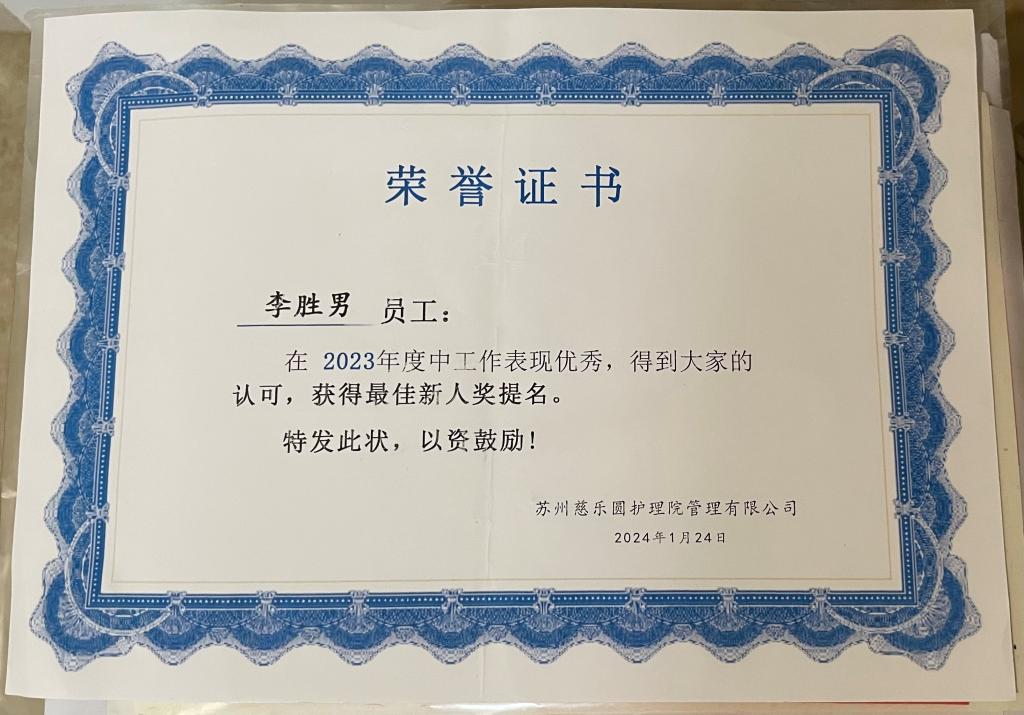 荣誉证书
李胜男 员工：
在 2023年度中工作表现优秀，得到大家的
认可，获得最佳新人奖提名。
特发此状，以资鼓励！
苏州慈乐圆护理院管理有限公司
2024年1月24日